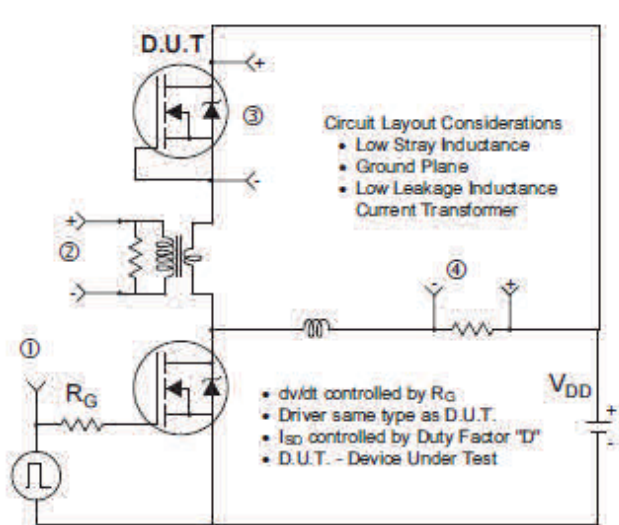 D.U.T
+
③
-
Circuit Layout Considerations
• Low Stray Inductance
• Ground Plane
• Low Leakage Inductance
Current Transformer
+
②
-
④
- +
①
RG
VDD
+
-
• dv/dt controlled by RG
• Driver same type as D.U.T.
• ISD controlled by Duty Factor "D"
• D.U.T. - Device Under Test